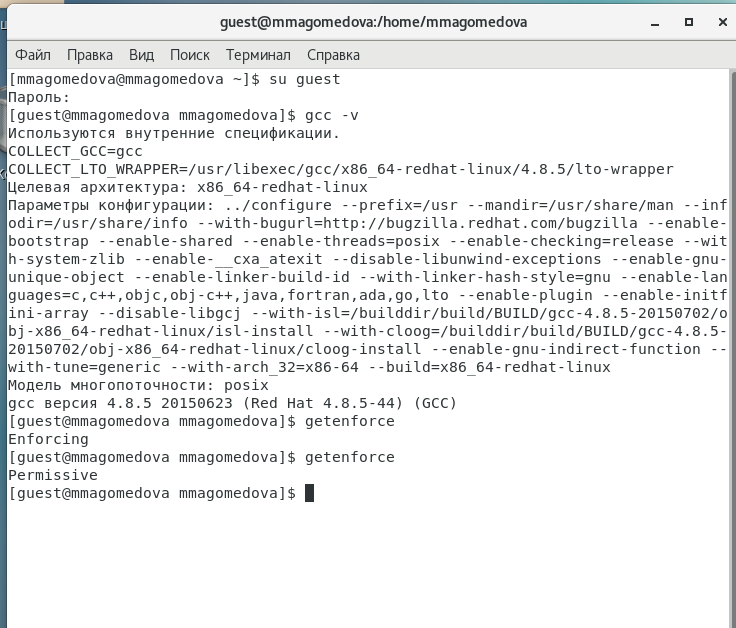 guest@mmagomedova:/home/mmagomedova
Файл Правка Вид Поиск Терминал Справка
[mmagomedova@mmagomedova ~]$ su guest
Пароль:
[guest@mmagomedova mmagomedova]$ gcc -v
Используются внутренние спецификации.
COLLECT_GCC=gcc
COLLECT_LTO_WRAPPER=/usr/libexec/gcc/x86_64-redhat-linux/4.8.5/lto-wrapper
Целевая архитектура: x86_64-redhat-linux
Параметры конфигурации: ../configure --prefix=/usr --mandir=/usr/share/man --inf
odir=/usr/share/info --with-bugurl=http://bugzilla.redhat.com/bugzilla --enable-
bootstrap --enable-shared --enable-threads=posix --enable-checking=release --wit
h-system-zlib --enable-__cxa_atexit --disable-libunwind-exceptions --enable-gnu-
unique-object --enable-linker-build-id --with-linker-hash-style=gnu --enable-lan
guages=c,c++,objc,obj-c++,java,fortran,ada,go,lto --enable-plugin --enable-initf
ini-array --disable-libgcj --with-isl=/builddir/build/BUILD/gcc-4.8.5-20150702/o
bj-x86_64-redhat-linux/isl-install --with-cloog=/builddir/build/BUILD/gcc-4.8.5-
20150702/obj-x86_64-redhat-linux/cloog-install --enable-gnu-indirect-function --
with-tune=generic --with-arch_32=x86-64 --build=x86_64-redhat-linux
Модель многопоточности: posix
gcc версия 4.8.5 20150623 (Red Hat 4.8.5-44) (GCC)
[guest@mmagomedova mmagomedova]$ getenforce
Enforcing
[guest@mmagomedova mmagomedova]$ getenforce
Permissive
[guest@mmagomedova mmagomedova]$